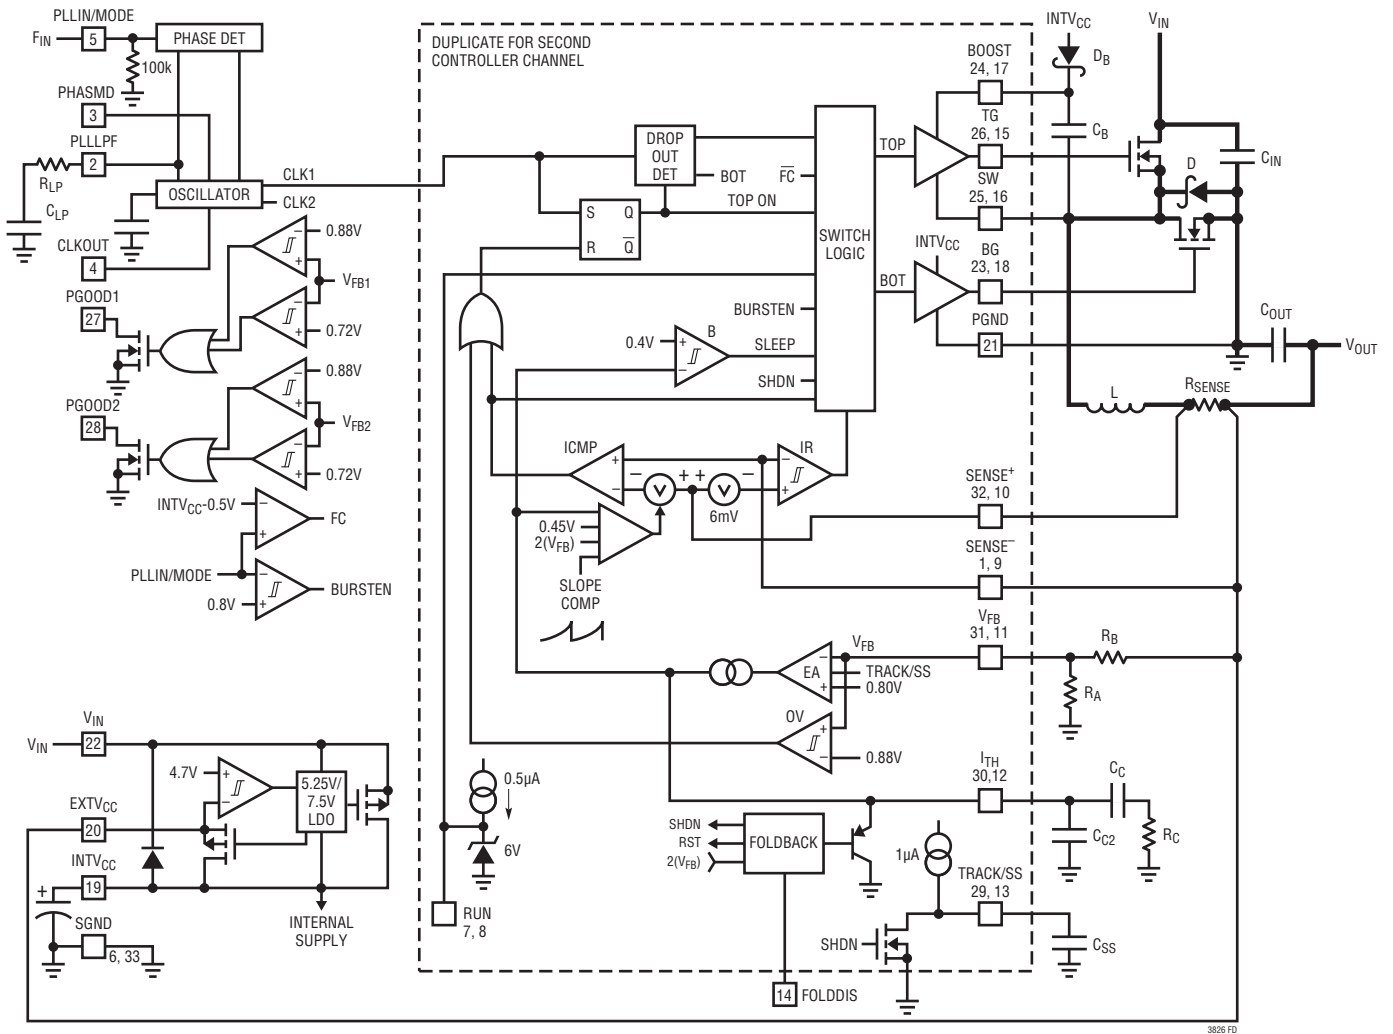 PLLIN/MODE
F_IN
5
PHASE DET
100k
PHASMD
3
PLLLPF
2
R_LP
C_LP
OSCILLATOR
CLK1
CLK2
CLKOUT
4
0.88V
−
+
V_FB1
−
+
0.72V
PGOOD1
27
0.88V
−
+
V_FB2
−
+
0.72V
PGOOD2
28
INTV_CC-0.5V
−
+
FC
PLLIN/MODE
−
0.8V
+
BURSTEN
V_IN
V_IN
22
4.7V
+
−
5.25V/
7.5V
LDO
EXTV_CC
20
INTV_CC
19
+
SGND
6, 33
INTERNAL
SUPPLY
DUPLICATE FOR SECOND
CONTROLLER CHANNEL
DROP
OUT
DET
BOT
F̅C̅
TOP ON
S
Q
R
Q̅
SWITCH
LOGIC
TOP
BOT
INTV_CC
BURSTEN
B
0.4V
+
−
SLEEP
SHDN
ICMP
+
−
−
V
+
+
V
−
6mV
IR
−
+
0.45V
2(V_FB)
SLOPE
COMP
V_FB
−
EA
+
TRACK/SS
0.80V
OV
+
−
0.88V
0.5µA
6V
RUN
7, 8
SHDN
RST
2(V_FB)
FOLDBACK
1µA
SHDN
14
FOLDDIS
BOOST
24, 17
TG
26, 15
SW
25, 16
BG
23, 18
PGND
21
INTV_CC
D_B
C_B
V_IN
C_IN
D
C_OUT
V_OUT
L
R_SENSE
SENSE⁺
32, 10
SENSE⁻
1, 9
V_FB
31, 11
R_B
R_A
I_TH
30,12
C_C
C_C2
R_C
TRACK/SS
29, 13
C_SS
3826 FD